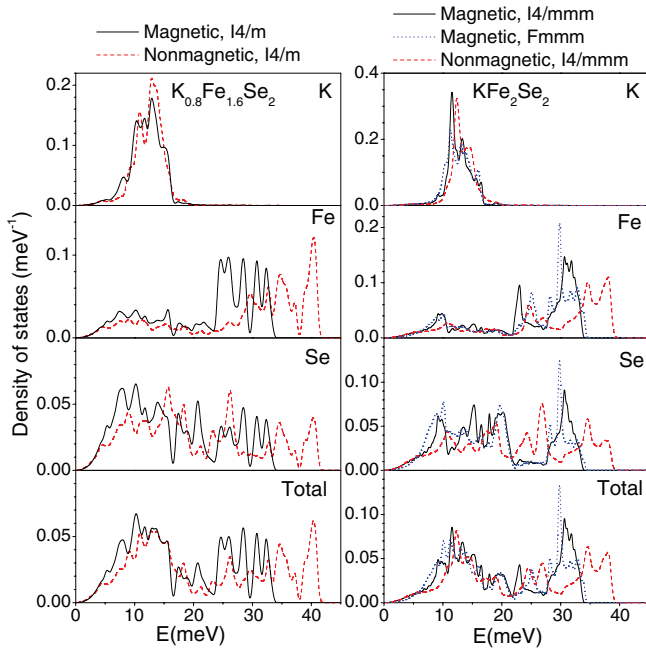 Magnetic, I4/m
Nonmagnetic, I4/m
Magnetic, I4/mmm
Magnetic, Fmmm
Nonmagnetic, I4/mmm
Density of states (meV⁻¹)
K₀.₈Fe₁.₆Se₂ K
0.2
0.1
0.0
Fe
0.1
0.0
Se
0.05
0.00
Total
0.05
0.00
0 10 20 30 40
E(meV)
KFe₂Se₂ K
0.4
0.2
0.0
Fe
0.2
0.1
0.0
Se
0.10
0.05
0.00
Total
0.10
0.05
0.00
0 10 20 30 40
E(meV)